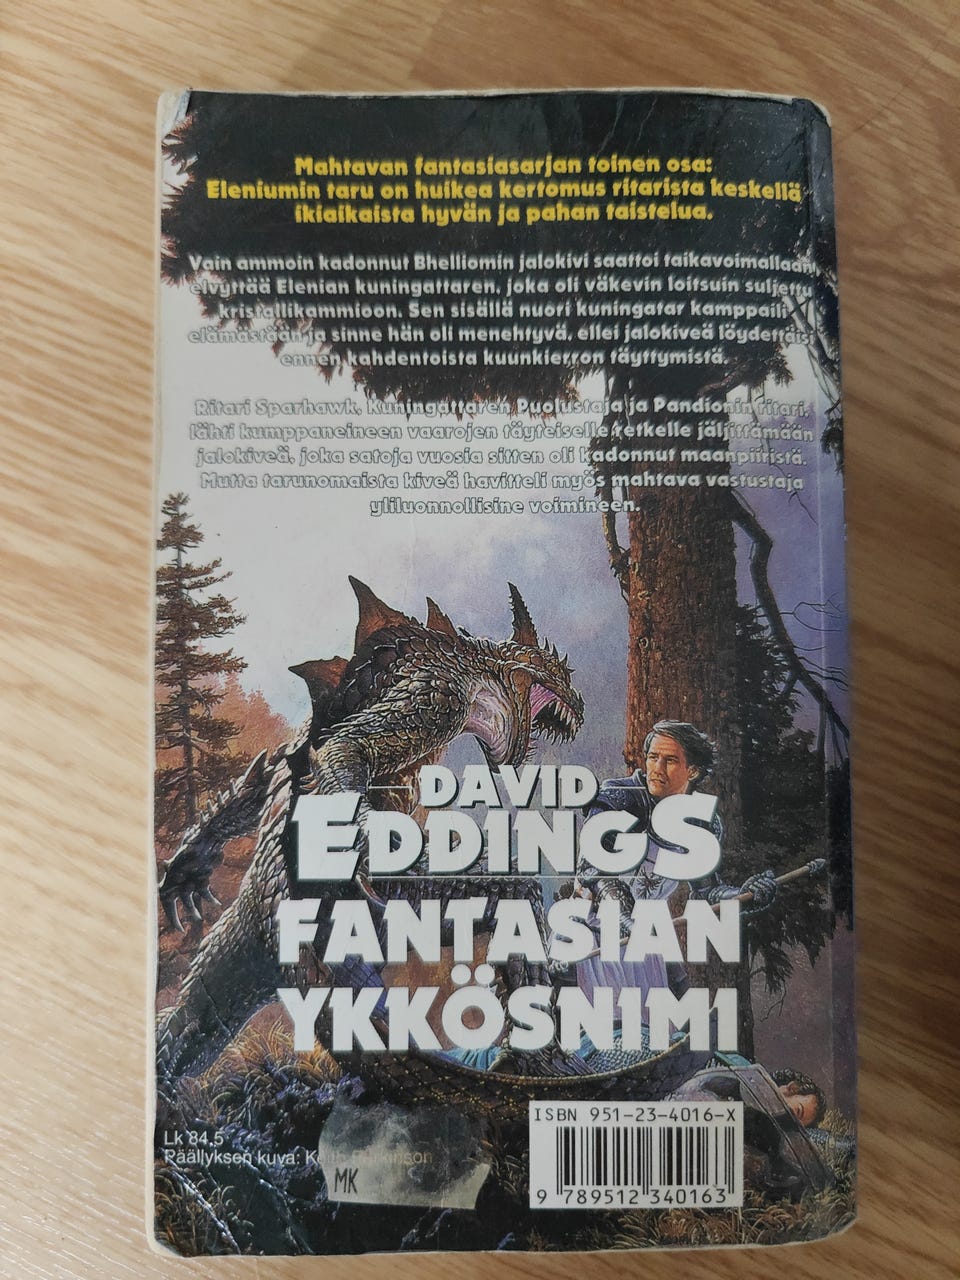 Mahtavan fantasiasarjan toinen osa:
Eleniumin taru on huikea kertomus ritarista keskellä
ikiaikaista hyvän ja pahan taistelua.
Vain ammoin kadonnut Bhelliomin jalokivi saattoi taikavoimallaan
elvyttää Elenian kuningattaren, joka oli väkevin loitsuin suljettu
kristallikammioon. Sen sisällä nuori kuningatar kamppaili
elämästään ja sinne hän oli menehtyvä, ellei jalokiveä löydettäisi
ennen kahdentoista kuunkierron täyttymistä.
Ritari Sparhawk, kuningattaren Puolustaja ja Pandionin ritari,
lähti kumppaneineen vaarojen täyteiselle retkelle jäljittämään
jalokiveä, joka satoja vuosia sitten oli kadonnut maanpiiristä.
Mutta tarunomaista kiveä havitteli myös mahtava vastustaja
yliluonnollisine voimineen.
DAVID
EDDINGS
FANTASIAN
YKKÖSNIMI
ISBN 951-23-4016-X
Lk 84.5
Päällyksen kuva: Keith Parkinson
MK
9 789512 340163